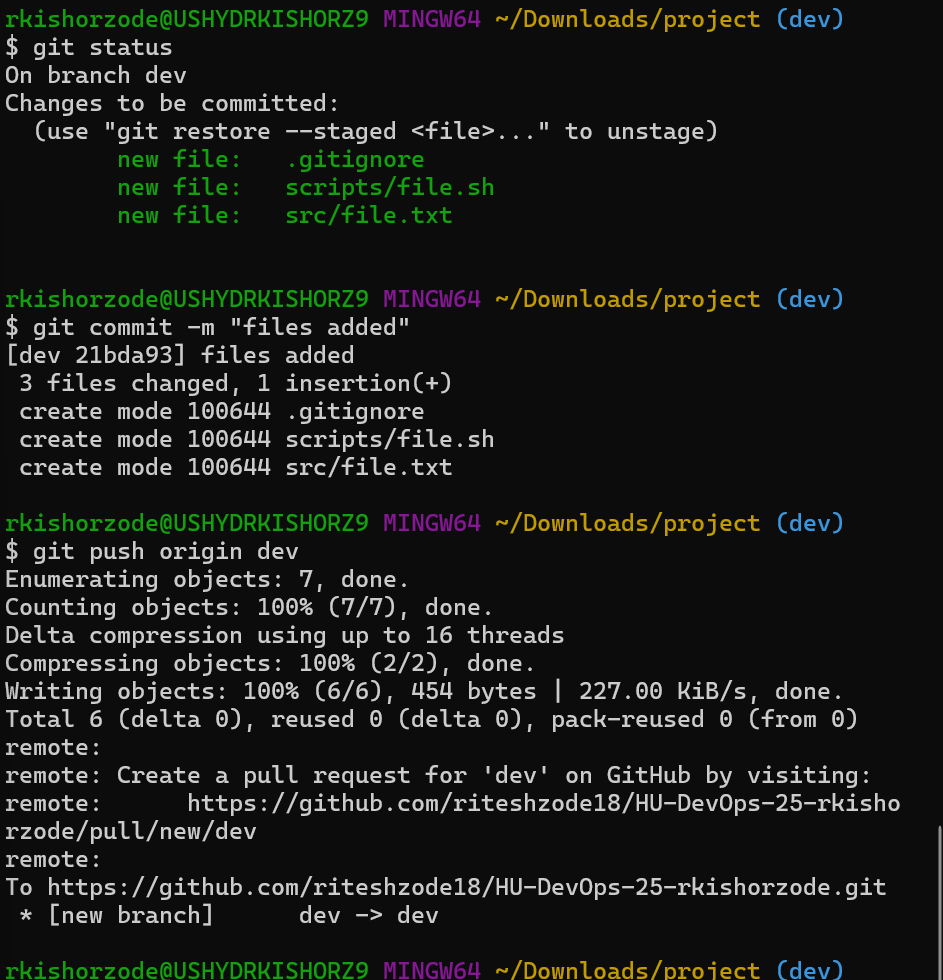 rkishorzode@USHYDRKISHORZ9 MINGW64 ~/Downloads/project (dev)
$ git status
On branch dev
Changes to be committed:
  (use "git restore --staged <file>..." to unstage)
        new file:   .gitignore
        new file:   scripts/file.sh
        new file:   src/file.txt
rkishorzode@USHYDRKISHORZ9 MINGW64 ~/Downloads/project (dev)
$ git commit -m "files added"
[dev 21bda93] files added
 3 files changed, 1 insertion(+)
 create mode 100644 .gitignore
 create mode 100644 scripts/file.sh
 create mode 100644 src/file.txt
rkishorzode@USHYDRKISHORZ9 MINGW64 ~/Downloads/project (dev)
$ git push origin dev
Enumerating objects: 7, done.
Counting objects: 100% (7/7), done.
Delta compression using up to 16 threads
Compressing objects: 100% (2/2), done.
Writing objects: 100% (6/6), 454 bytes | 227.00 KiB/s, done.
Total 6 (delta 0), reused 0 (delta 0), pack-reused 0 (from 0)
remote:
remote: Create a pull request for 'dev' on GitHub by visiting:
remote:      https://github.com/riteshzode18/HU-DevOps-25-rkisho
rzode/pull/new/dev
remote:
To https://github.com/riteshzode18/HU-DevOps-25-rkishorzode.git
 * [new branch]      dev -> dev
rkishorzode@USHYDRKISHORZ9 MINGW64 ~/Downloads/project (dev)